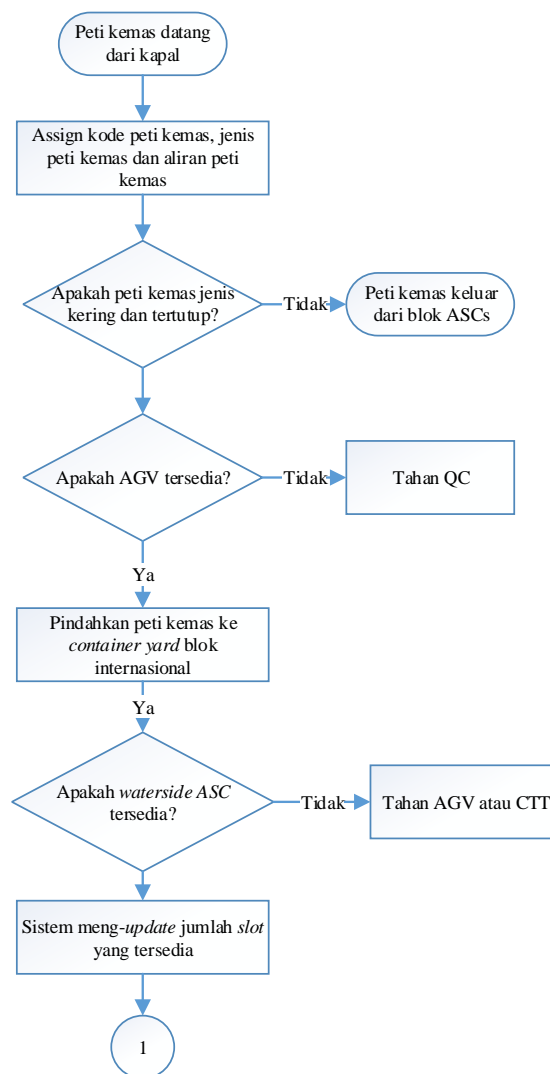 Peti kemas datang
dari kapal
Assign kode peti kemas, jenis
peti kemas dan aliran peti
kemas
Apakah peti kemas jenis
kering dan tertutup?
Tidak
Peti kemas keluar
dari blok ASCs
Apakah AGV tersedia?
Tidak
Tahan QC
Ya
Pindahkan peti kemas ke
container yard blok
internasional
Ya
Apakah waterside ASC
tersedia?
Tidak
Tahan AGV atau CTT
Sistem meng-update jumlah slot
yang tersedia
1